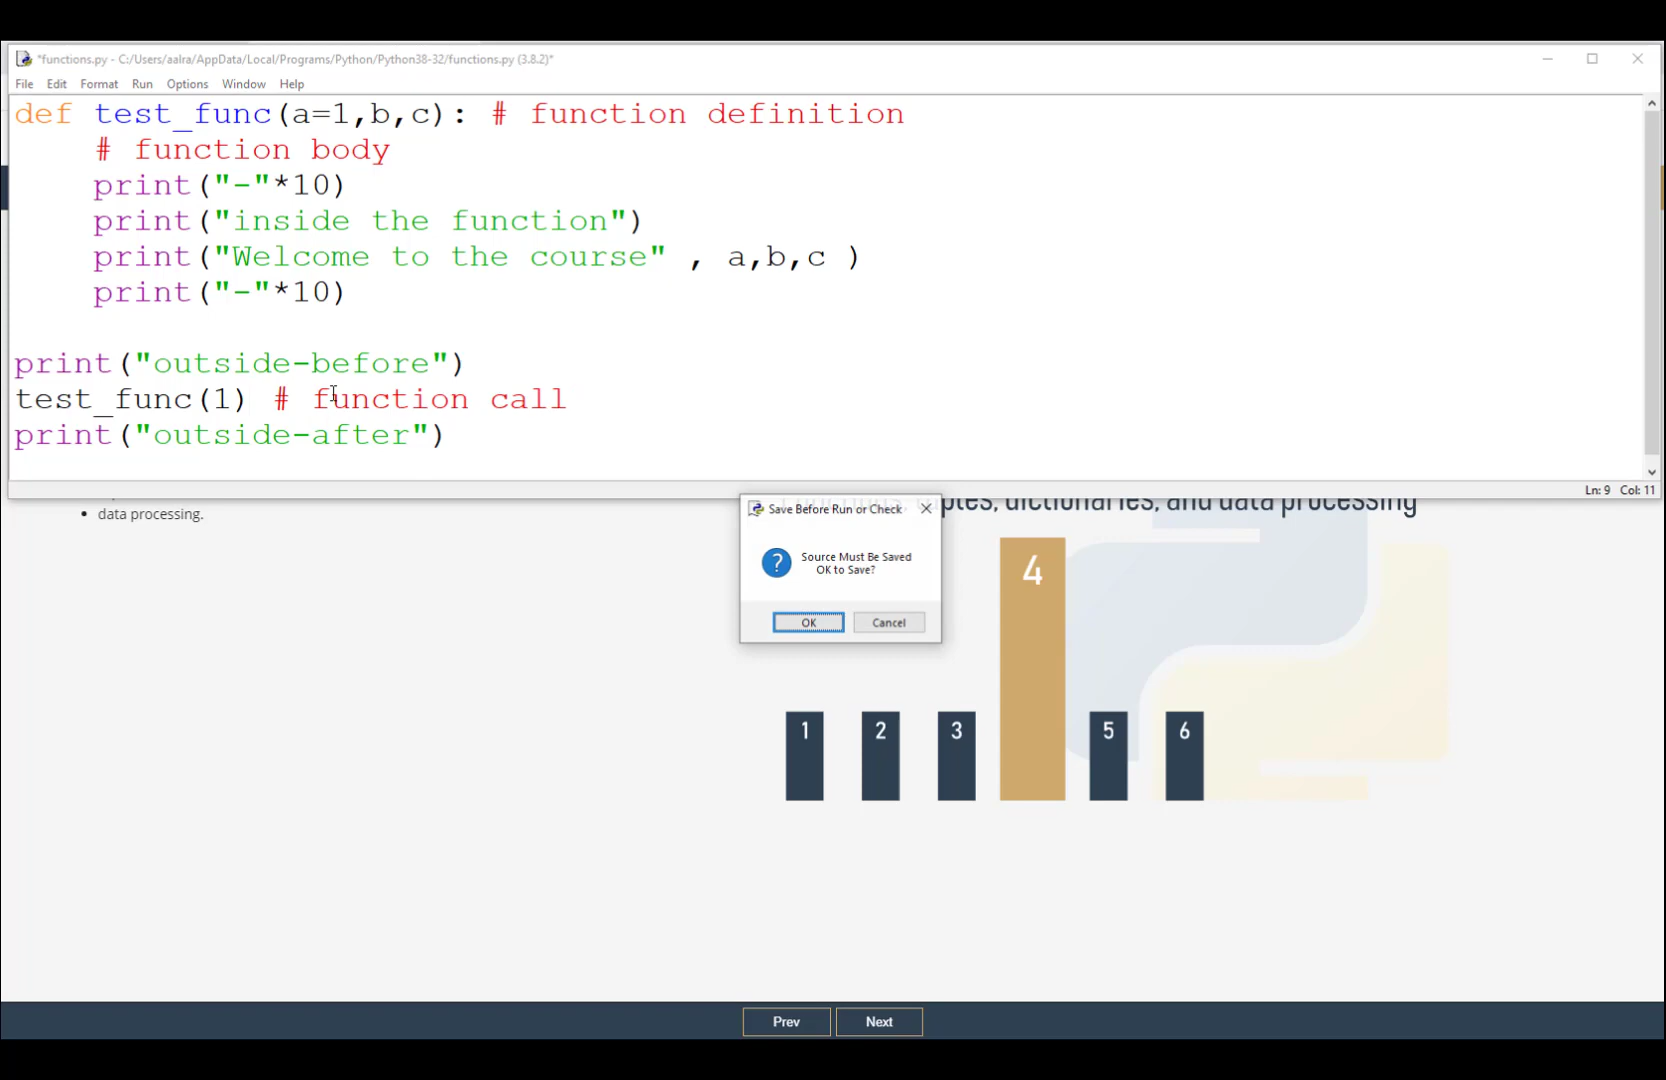 *functions.py - C:/Users/aalra/AppData/Local/Programs/Python/Python38-32/functions.py (3.8.2)*
File Edit Format Run Options Window Help
def test_func(a=1,b,c): # function definition
# function body
print("-"*10)
print("inside the function")
print("Welcome to the course" , a,b,c )
print("-"*10)
print("outside-before")
test_func(1) # function call
print("outside-after")
Ln: 9 Col: 11
dictionaries, and data processing
data processing.
Save Before Run or Check
Source Must Be Saved
OK to Save?
OK Cancel
4
1 2 3 5 6
Prev Next